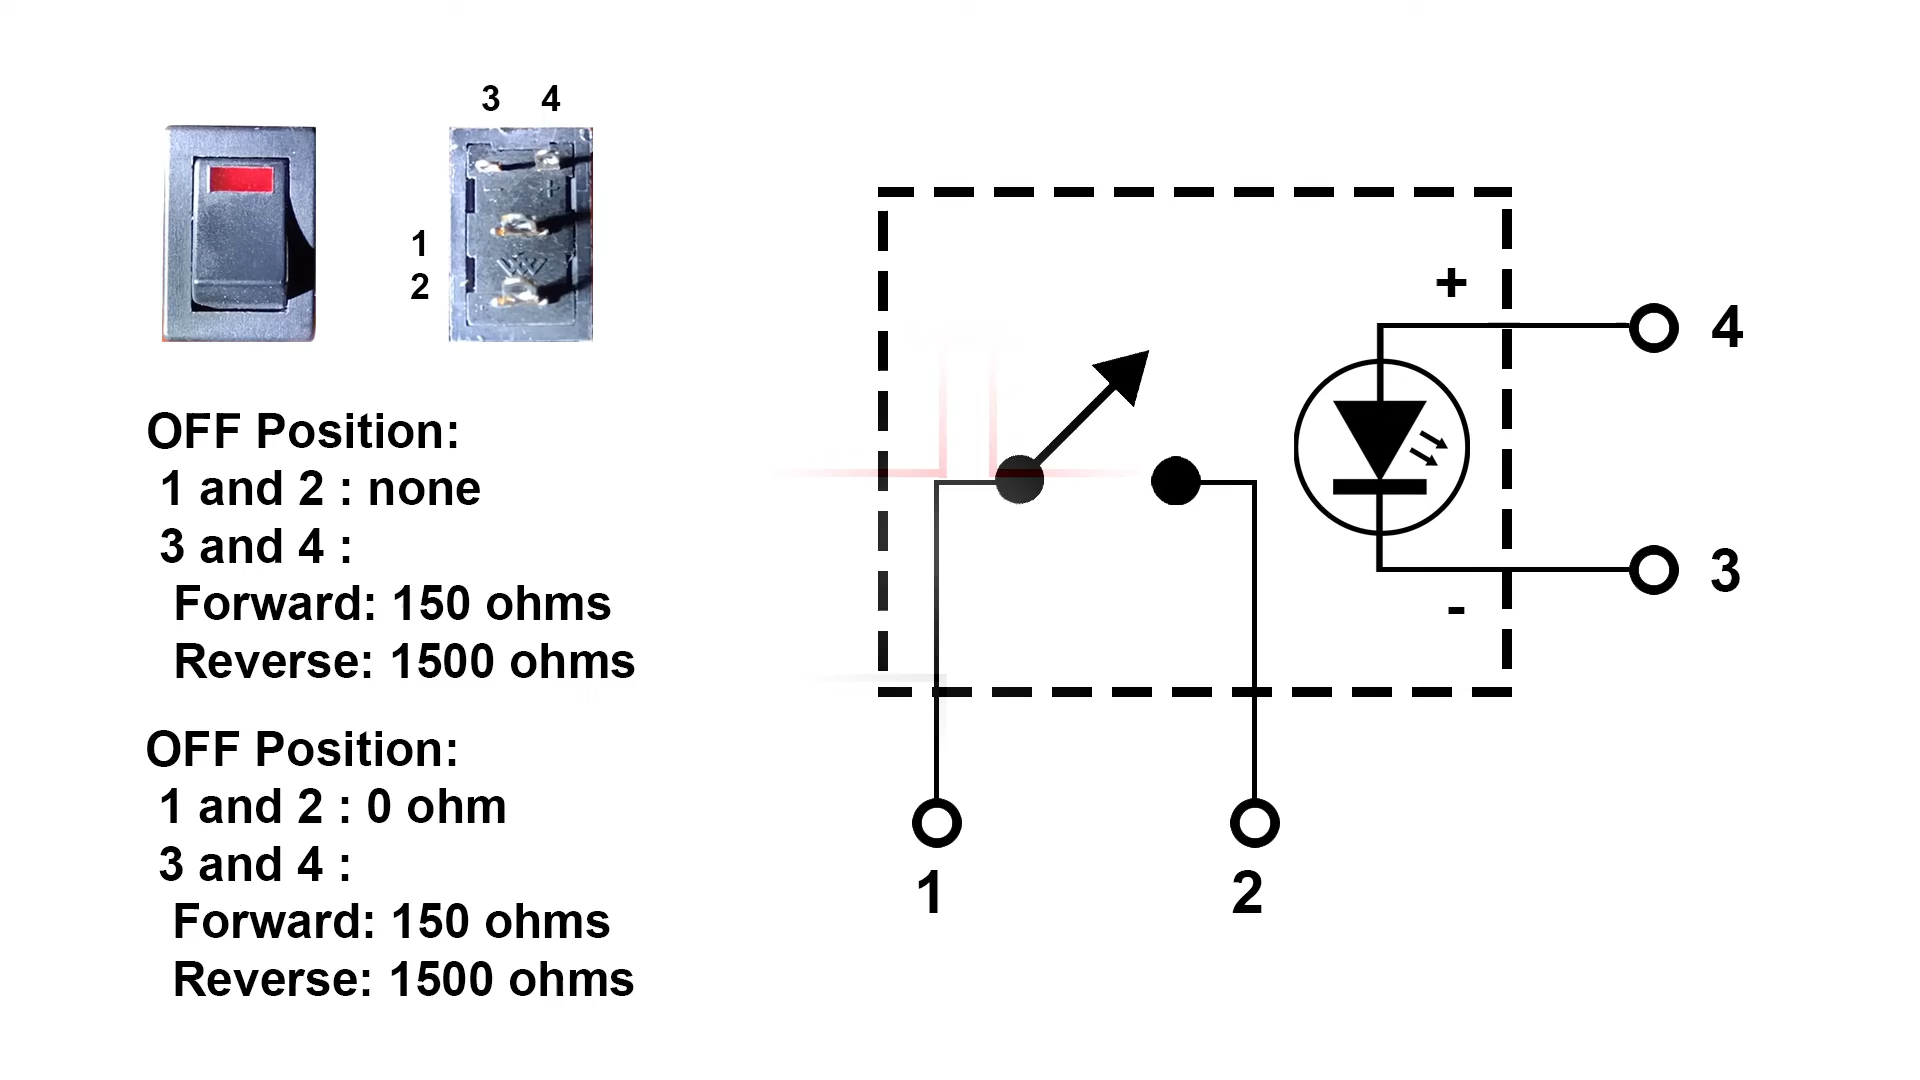 3 4
1
2
OFF Position:
1 and 2 : none
3 and 4 :
Forward: 150 ohms
Reverse: 1500 ohms
OFF Position:
1 and 2 : 0 ohm
3 and 4 :
Forward: 150 ohms
Reverse: 1500 ohms
+
4
3
-
1 2